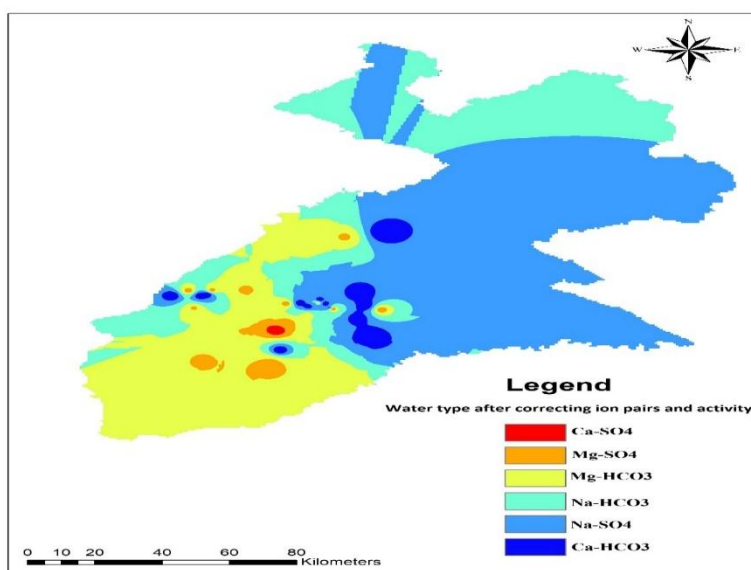 N
W
E
S
Legend
Water type after correcting ion pairs and activity
Ca-SO4
Mg-SO4
Mg-HCO3
Na-HCO3
Na-SO4
Ca-HCO3
0 5 10 20 40 60 80
Kilometers